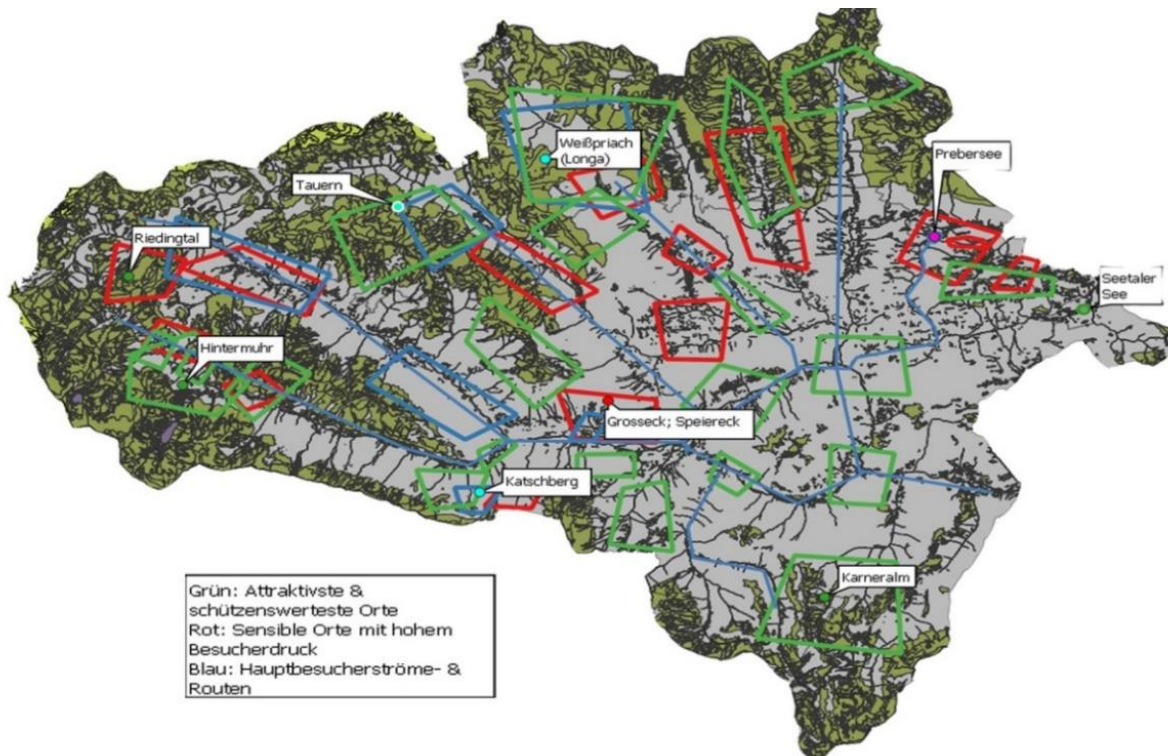 Weißpriach
(Longa)
Prebersee
Tauern
Riedingtal
Seetaler
See
Hintermuhr
Grosseck; Speiereck
Katschberg
Karneralm
Grün: Attraktivste &
schützenswerteste Orte
Rot: Sensible Orte mit hohem
Besucherdruck
Blau: Hauptbesucherströme- &
Routen